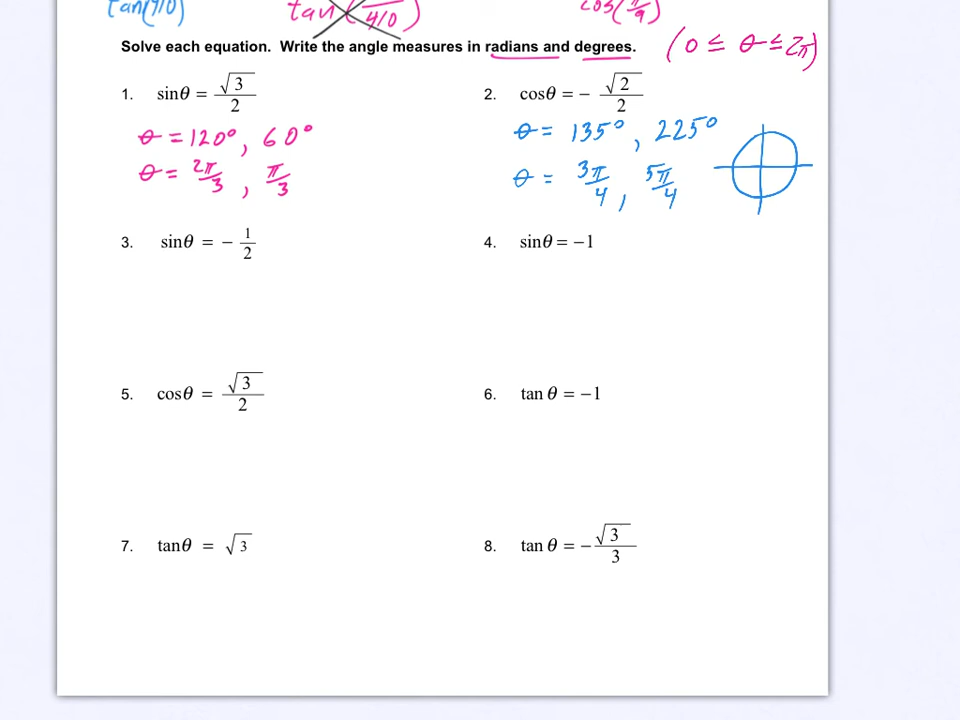 tan(π/10) tan(π/10) cos(π/9)
Solve each equation. Write the angle measures in radians and degrees. (0 ≤ θ ≤ 2π)
1. sinθ = √3/2 2. cosθ = − √2/2
θ = 120°, 60° θ = 135°, 225°
θ = 2π/3, π/3 θ = 3π/4, 5π/4
3. sinθ = − 1/2 4. sinθ = −1
5. cosθ = √3/2 6. tan θ = −1
7. tanθ = √3 8. tan θ = −√3/3